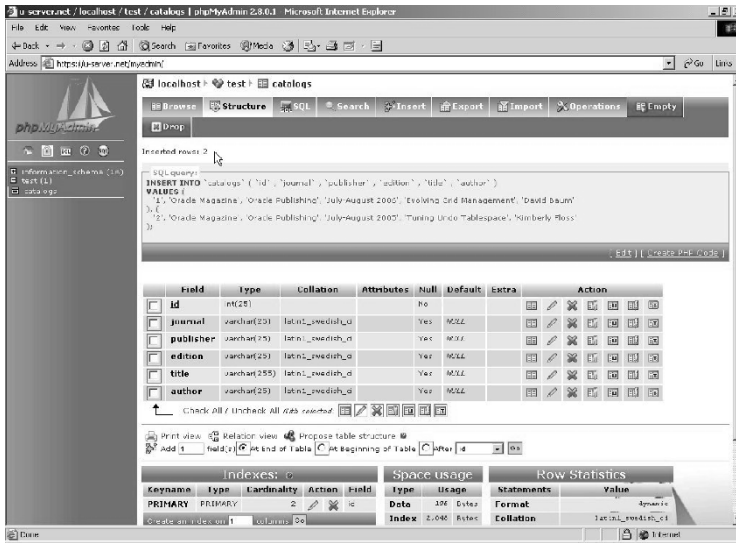 u-server.net / localhost / test / catalogs | phpMyAdmin 2.8.0.1 - Microsoft Internet Explorer
File Edit View Favorites Tools Help
Back Search Favorites Media
Address https://u-server.net/myadmin/ Go Links
localhost test catalogs
Browse Structure SQL Search Insert Export Import Operations Empty
Drop
phpMyAdmin
Inserted rows: 2
information_schema (16)
test (1)
catalogs
SQL query:
INSERT INTO `catalogs` ( `id` , `journal` , `publisher` , `edition` , `title` , `author` )
VALUES (
'1', 'Oracle Magazine', 'Oracle Publishing', 'July-August 2005', 'Evolving Grid Management', 'David Baum'
), (
'2', 'Oracle Magazine', 'Oracle Publishing', 'July-August 2005', 'Tuning Undo Tablespace', 'Kimberly Floss'
);
[ Edit ] [ Create PHP Code ]
Field Type Collation Attributes Null Default Extra Action
id int(25) No
journal varchar(25) latin1_swedish_ci Yes NULL
publisher varchar(25) latin1_swedish_ci Yes NULL
edition varchar(25) latin1_swedish_ci Yes NULL
title varchar(255) latin1_swedish_ci Yes NULL
author varchar(25) latin1_swedish_ci Yes NULL
Check All / Uncheck All With selected:
Print view Relation view Propose table structure
Add 1 field(s) At End of Table At Beginning of Table After id Go
Indexes:
Keyname Type Cardinality Action Field
PRIMARY PRIMARY 2 id
Create an index on 1 columns Go
Space usage
Type Usage
Data 196 Bytes
Index 2,048 Bytes
Row Statistics
Statements Value
Format dynamic
Collation latin1_swedish_ci
Done Internet